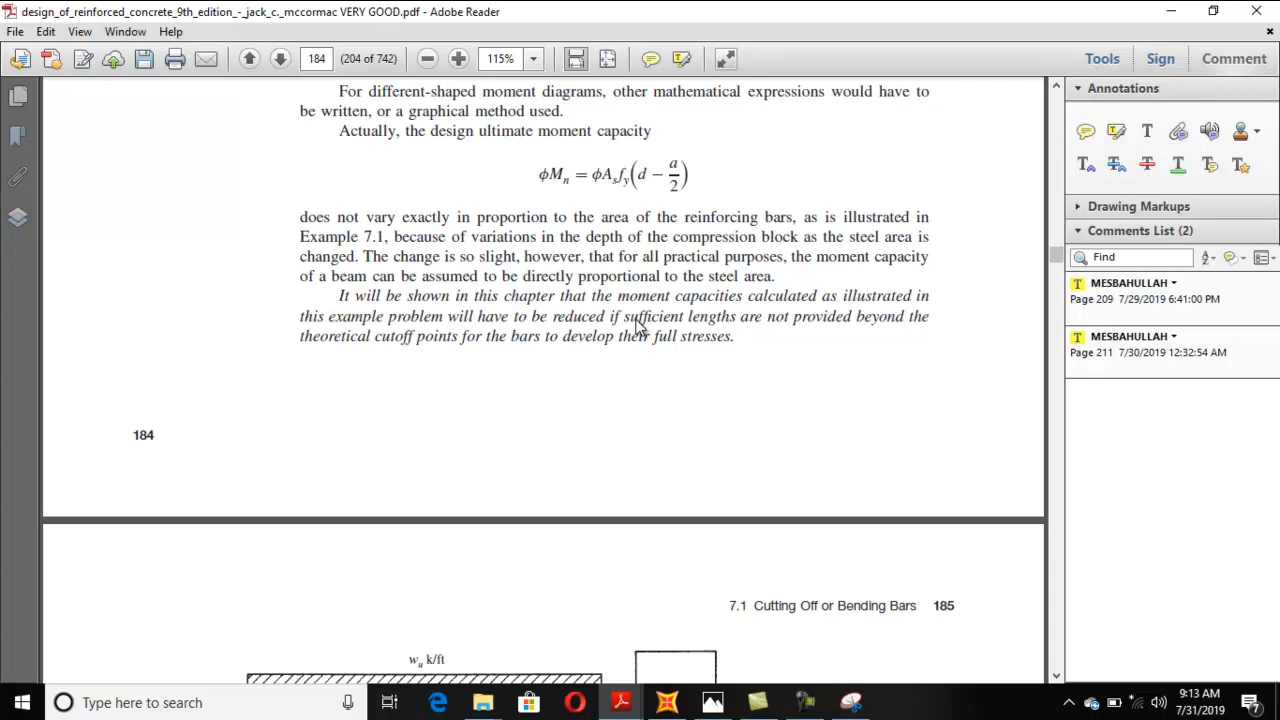 design_of_reinforced_concrete_9th_edition_-_jack_c._mccormac VERY GOOD.pdf - Adobe Reader
File Edit View Window Help
184 (204 of 742) 115% Tools Sign Comment
For different-shaped moment diagrams, other mathematical expressions would have to
be written, or a graphical method used.
Actually, the design ultimate moment capacity
ϕMn = ϕAsfy(d − a/2)
does not vary exactly in proportion to the area of the reinforcing bars, as is illustrated in
Example 7.1, because of variations in the depth of the compression block as the steel area is
changed. The change is so slight, however, that for all practical purposes, the moment capacity
of a beam can be assumed to be directly proportional to the steel area.
It will be shown in this chapter that the moment capacities calculated as illustrated in
this example problem will have to be reduced if sufficient lengths are not provided beyond the
theoretical cutoff points for the bars to develop their full stresses.
184
7.1 Cutting Off or Bending Bars 185
wu k/ft
Annotations
Drawing Markups
Comments List (2)
Find
MESBAHULLAH
Page 209 7/29/2019 6:41:00 PM
MESBAHULLAH
Page 211 7/30/2019 12:32:54 AM
Type here to search
9:13 AM
7/31/2019